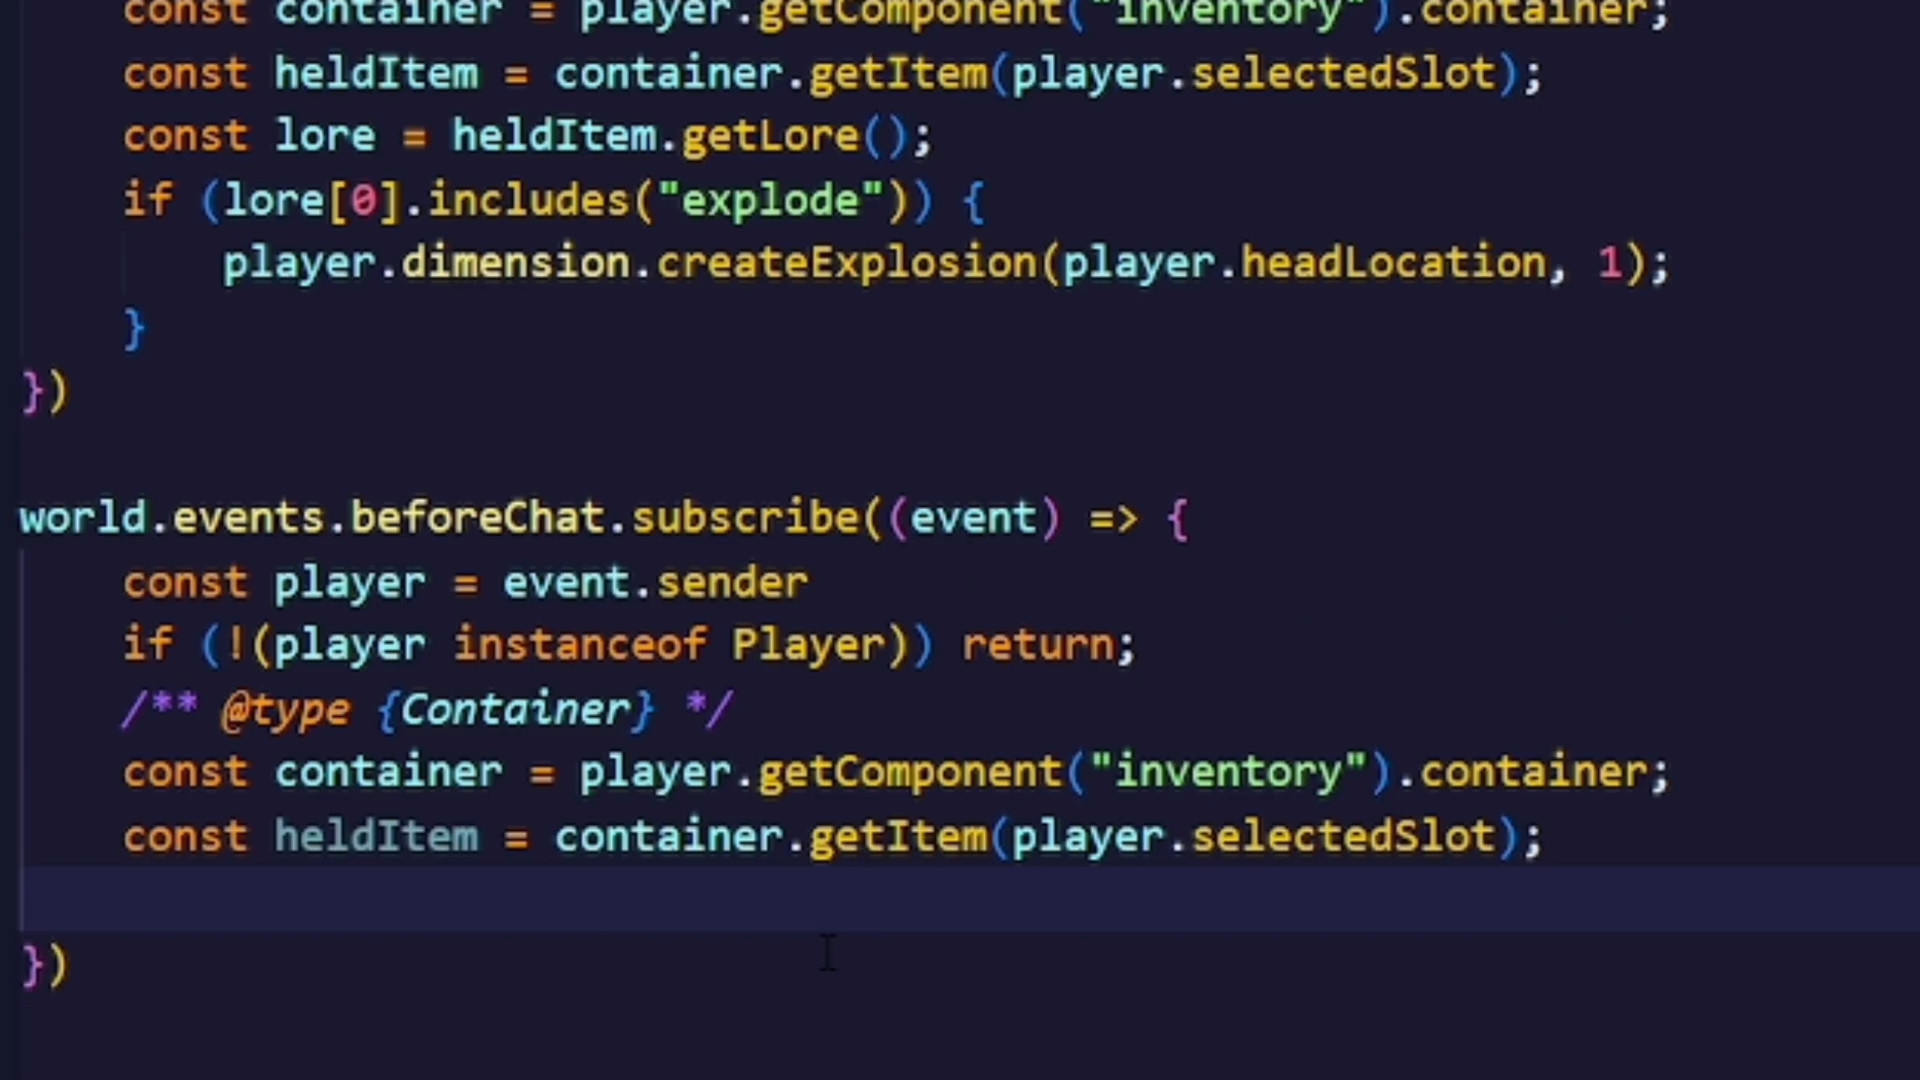 const container = player.getComponent("inventory").container;
const heldItem = container.getItem(player.selectedSlot);
const lore = heldItem.getLore();
if (lore[0].includes("explode")) {
player.dimension.createExplosion(player.headLocation, 1);
}
})
world.events.beforeChat.subscribe((event) => {
const player = event.sender
if (!(player instanceof Player)) return;
/** @type {Container} */
const container = player.getComponent("inventory").container;
const heldItem = container.getItem(player.selectedSlot);
})